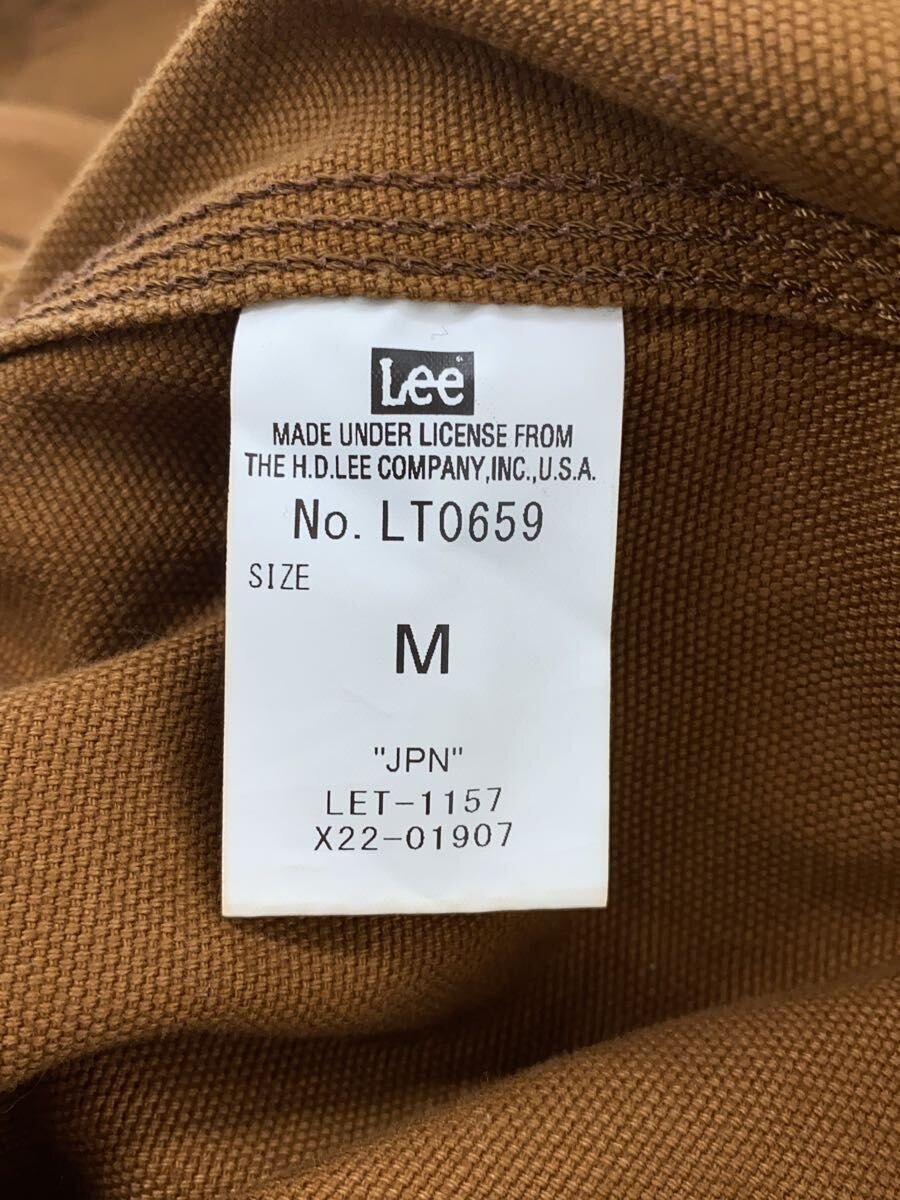 Lee
MADE UNDER LICENSE FROM
THE H.D.LEE COMPANY,INC.,U.S.A.
No. LT0659
SIZE
M
"JPN"
LET-1157
X22-01907